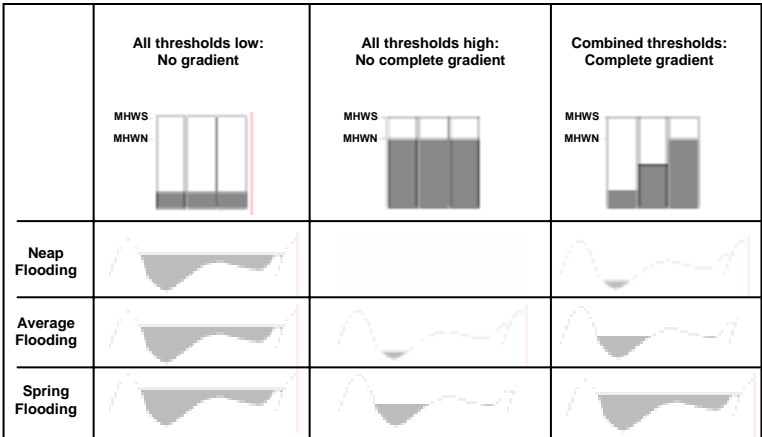 All thresholds low:
No gradient
All thresholds high:
No complete gradient
Combined thresholds:
Complete gradient
MHWS
MHWN
MHWS
MHWN
MHWS
MHWN
Neap
Flooding
Average
Flooding
Spring
Flooding